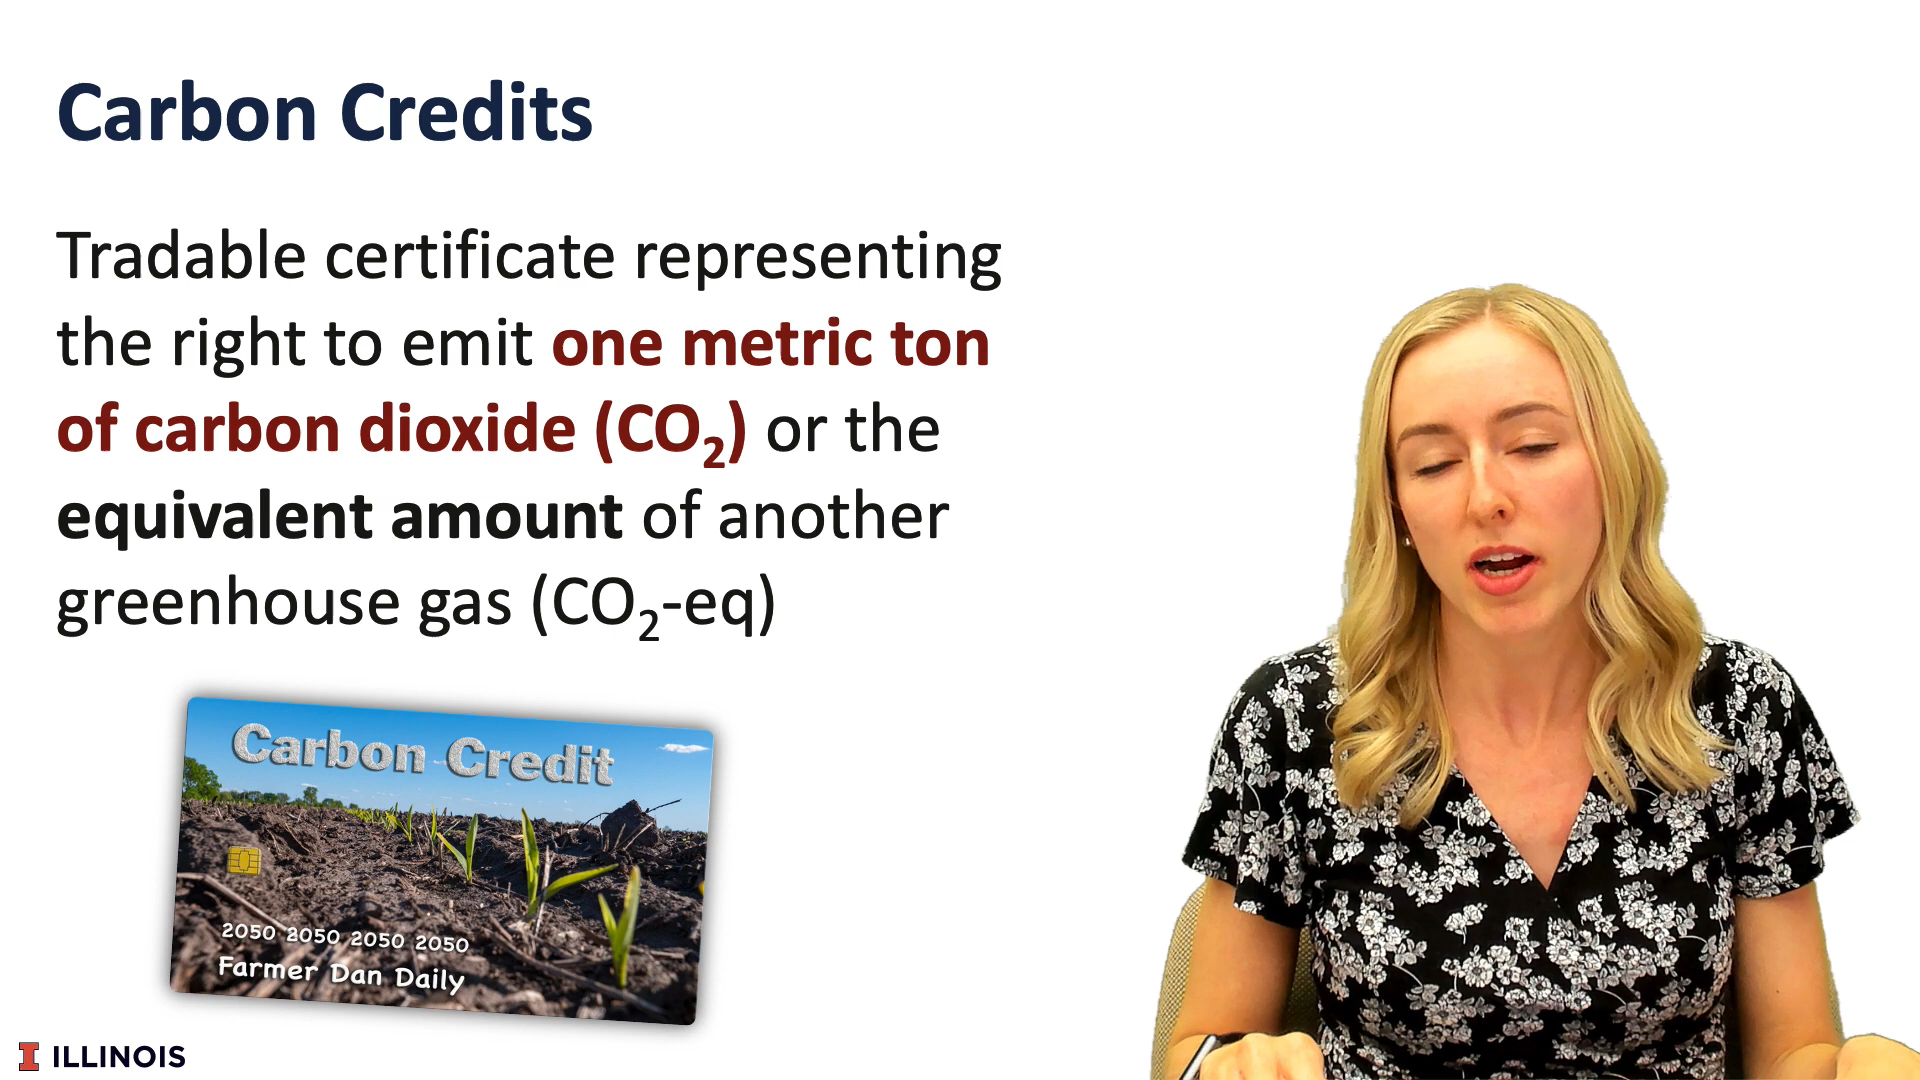 Carbon Credits
Tradable certificate representing
the right to emit one metric ton
of carbon dioxide (CO₂) or the
equivalent amount of another
greenhouse gas (CO₂-eq)
Carbon Credit
2050 2050 2050 2050
Farmer Dan Daily
I ILLINOIS